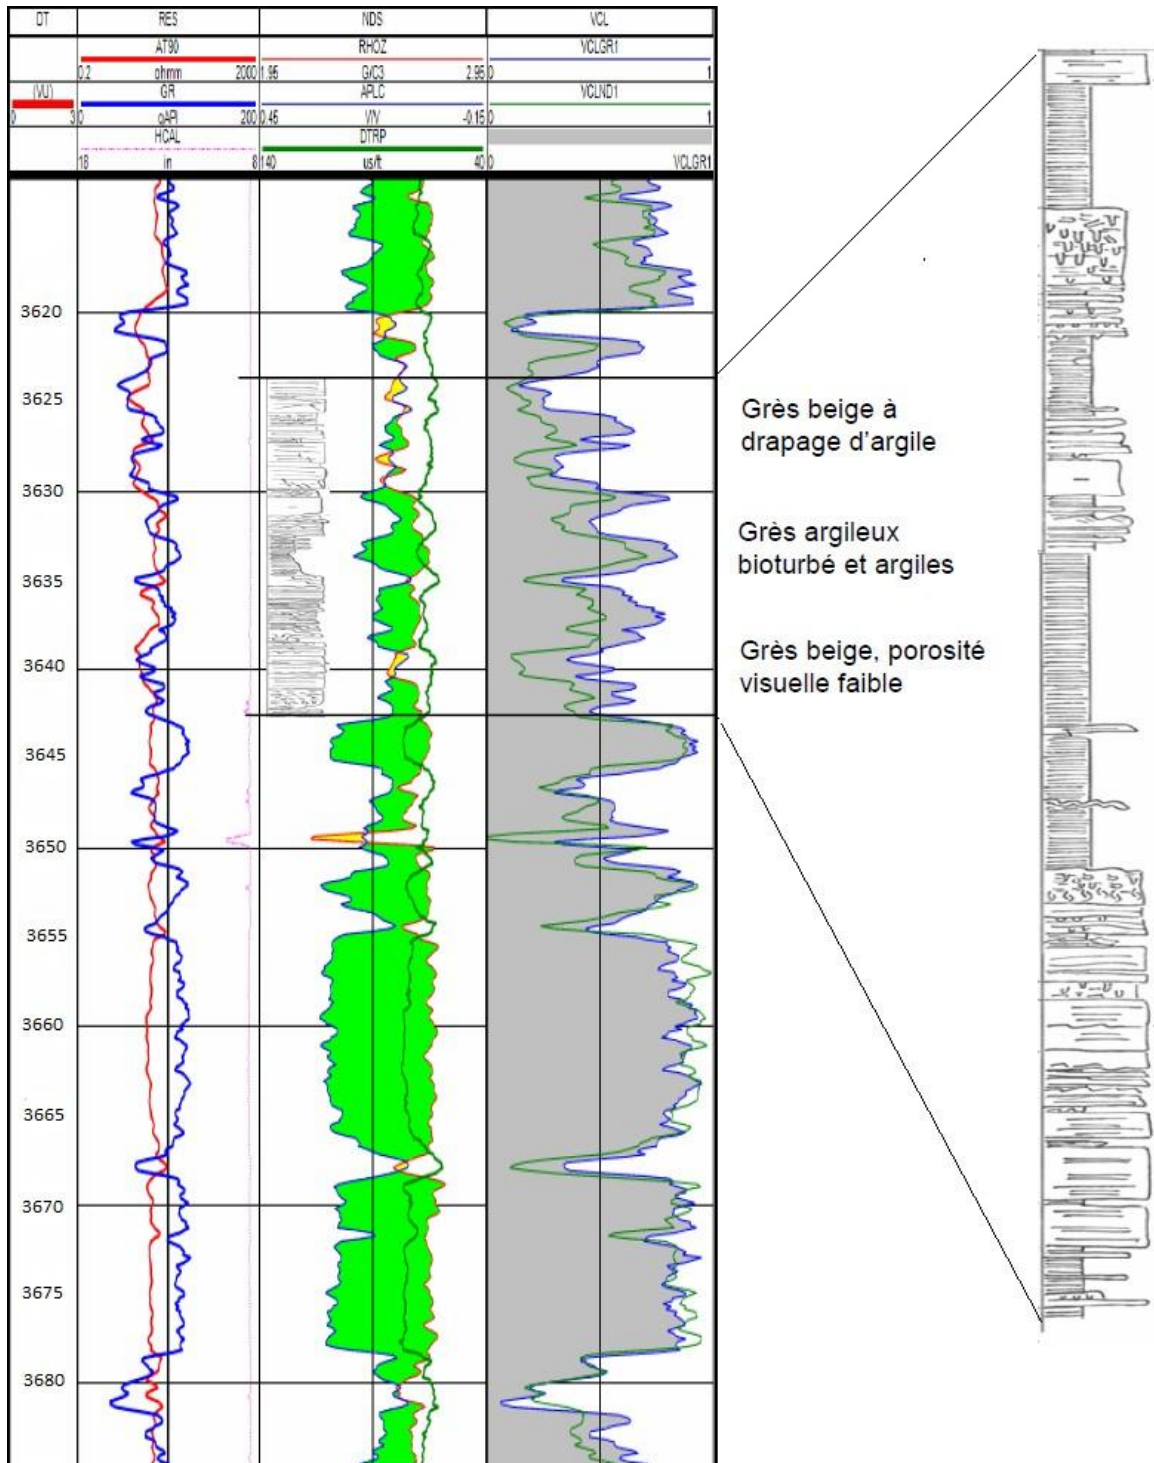 DT RES NDS VCL
AT90 RHOZ VCLGR1
0.2 ohmm 2000 1.95 G/C3 2.95 0 1
(VU) GR APLC VCLND1
0 30 gAPI 200 0.45 V/V -0.15 0 1
HCAL DTRP
18 in 8 140 us/f 40 0 VCLGR1
3620
3625
3630
3635
3640
3645
3650
3655
3660
3665
3670
3675
3680
Grès beige à
drapage d'argile
Grès argileux
bioturbé et argiles
Grès beige, porosité
visuelle faible